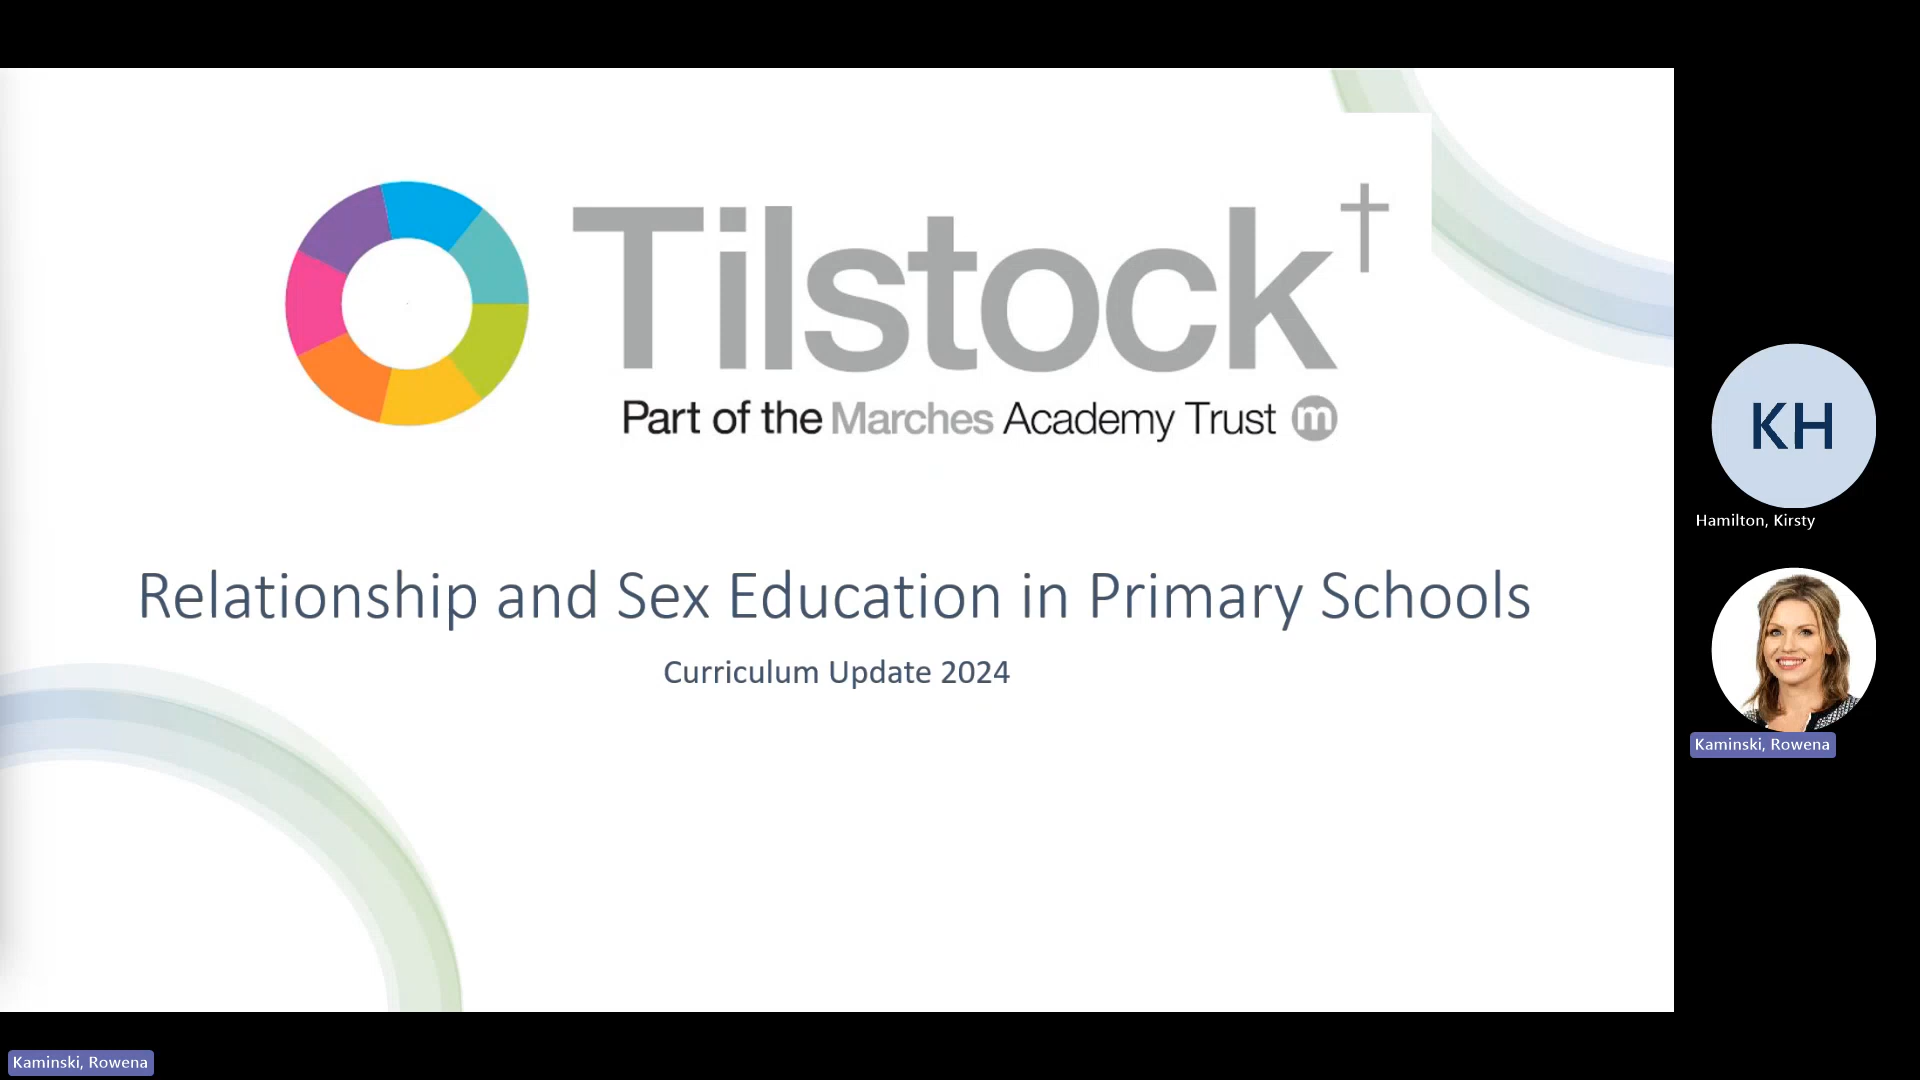 Tilstock
Part of the Marches Academy Trust m
Relationship and Sex Education in Primary Schools
Curriculum Update 2024
KH
Hamilton, Kirsty
Kaminski, Rowena
Kaminski, Rowena